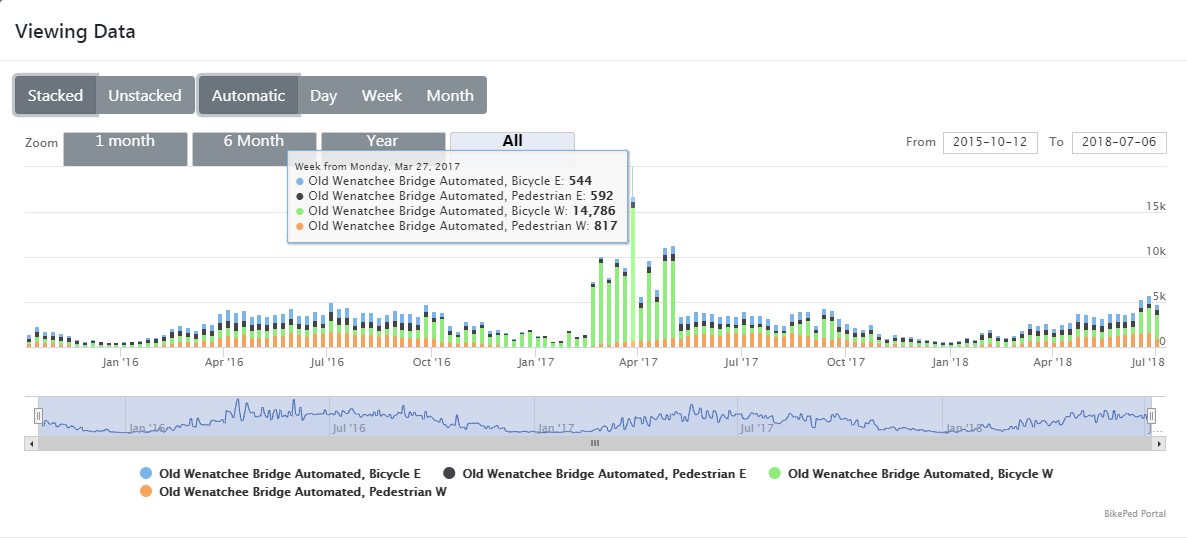 Viewing Data
Stacked Unstacked Automatic Day Week Month
Zoom 1 month 6 Month Year All From 2015-10-12 To 2018-07-06
Week from Monday, Mar 27, 2017
Old Wenatchee Bridge Automated, Bicycle E: 544
Old Wenatchee Bridge Automated, Pedestrian E: 592
Old Wenatchee Bridge Automated, Bicycle W: 14,786
Old Wenatchee Bridge Automated, Pedestrian W: 817
15k
10k
5k
0
Jan '16 Apr '16 Jul '16 Oct '16 Jan '17 Apr '17 Jul '17 Oct '17 Jan '18 Apr '18 Jul '18
Jan '16 Jul '16 Jan '17 Jul '17 Jan '18 ...
Old Wenatchee Bridge Automated, Bicycle E Old Wenatchee Bridge Automated, Pedestrian E Old Wenatchee Bridge Automated, Bicycle W
Old Wenatchee Bridge Automated, Pedestrian W
BikePed Portal